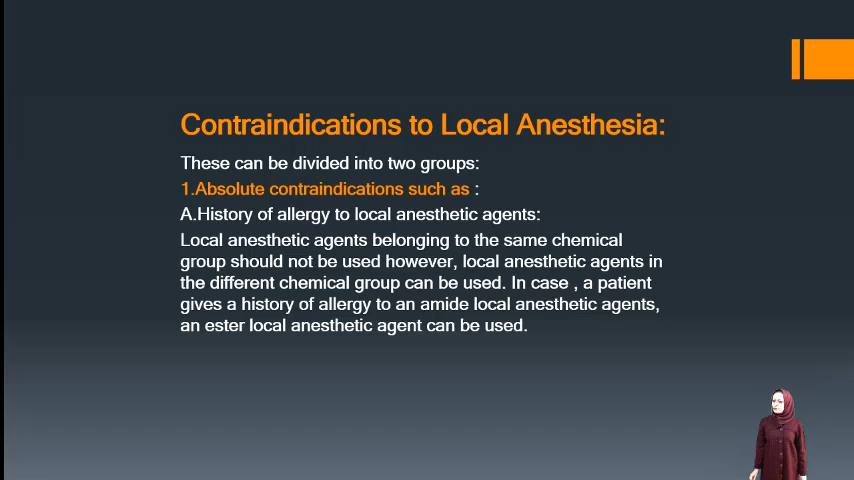 Contraindications to Local Anesthesia:
These can be divided into two groups:
1.Absolute contraindications such as :
A.History of allergy to local anesthetic agents:
Local anesthetic agents belonging to the same chemical
group should not be used however, local anesthetic agents in
the different chemical group can be used. In case , a patient
gives a history of allergy to an amide local anesthetic agents,
an ester local anesthetic agent can be used.